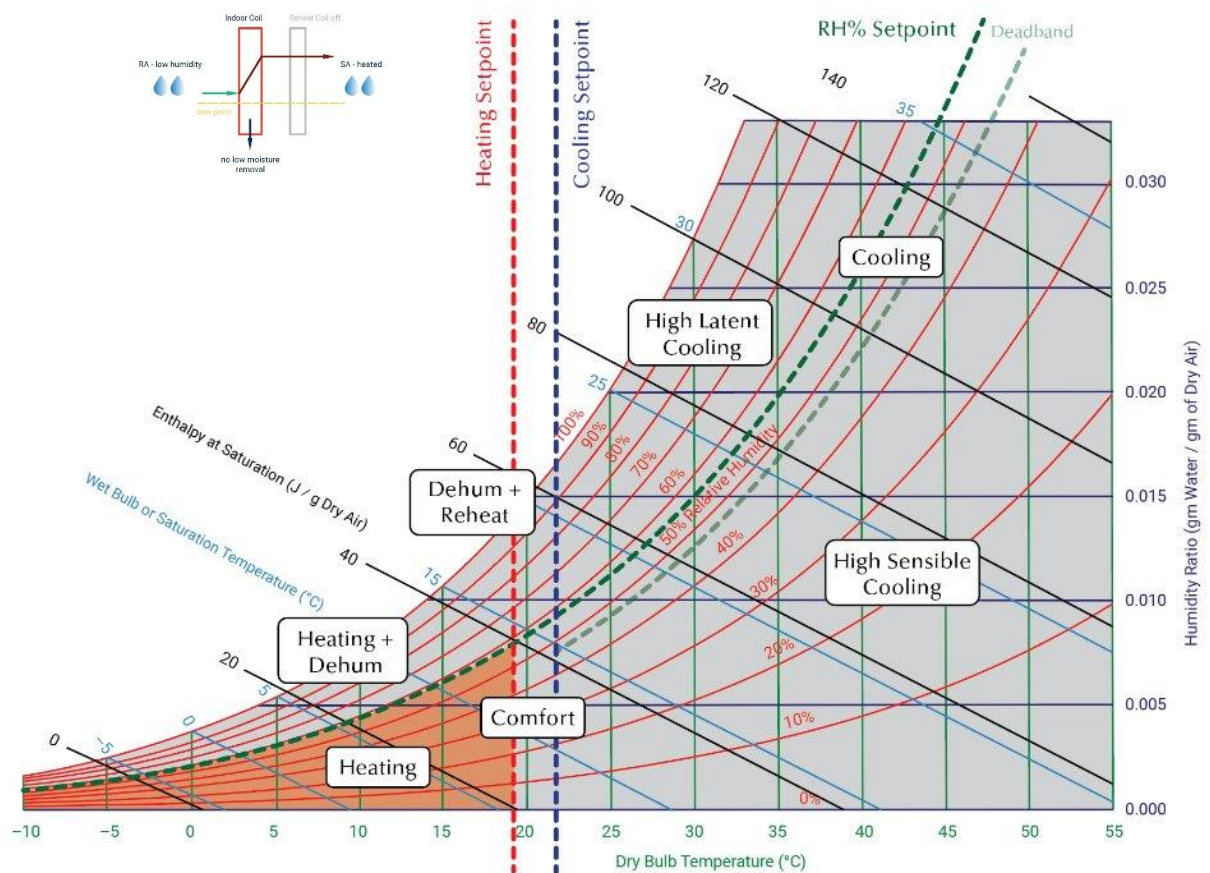 Indoor Coil
Reheat Coil off
RA - low humidity
SA - heated
dew point
no low moisture
removal
Heating Setpoint
Cooling Setpoint
RH% Setpoint
Deadband
140
120
35
100
30
Cooling
High Latent
Cooling
80
25
60
Dehum +
Reheat
Enthalpy at Saturation (J / g Dry Air)
Wet Bulb or Saturation Temperature (°C)
40
15
100%
90%
80%
70%
60%
50% Relative Humidity
40%
30%
20%
10%
0%
High Sensible
Cooling
Heating +
Dehum
20
5
0
-5
0
Comfort
Heating
0.030
0.025
0.020
0.015
0.010
0.005
0.000
Humidity Ratio (gm Water / gm of Dry Air)
−10
−5
0
5
10
15
20
25
30
35
40
45
50
55
Dry Bulb Temperature (°C)